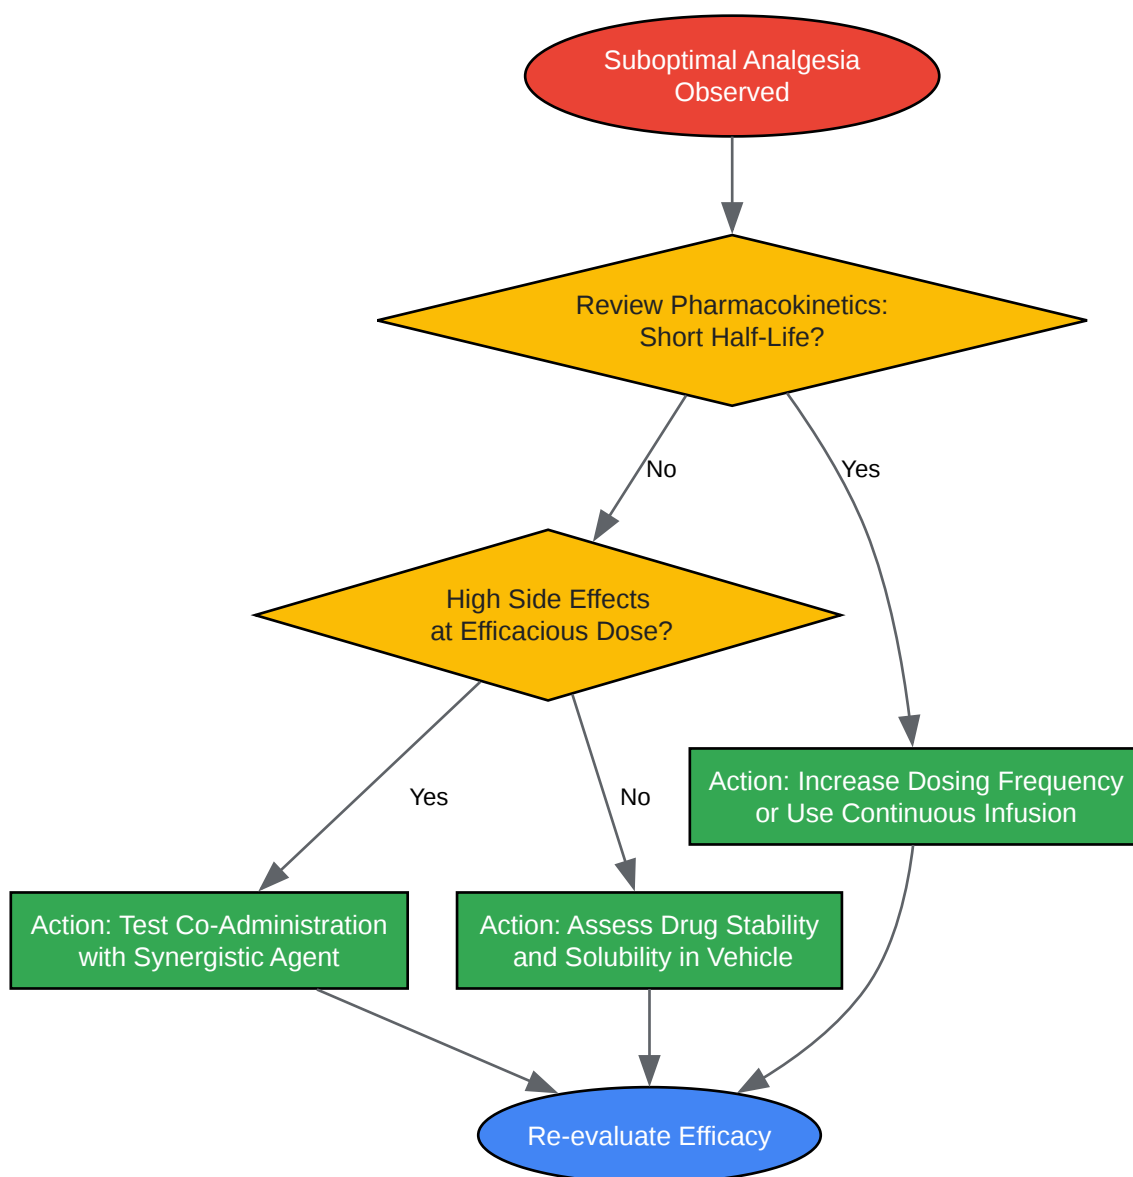 Suboptimal Analgesia
Observed
Review Pharmacokinetics:
Short Half-Life?
No
Yes
High Side Effects
at Efficacious Dose?
Yes
No
Action: Increase Dosing Frequency
or Use Continuous Infusion
Action: Test Co-Administration
with Synergistic Agent
Action: Assess Drug Stability
and Solubility in Vehicle
Re-evaluate Efficacy